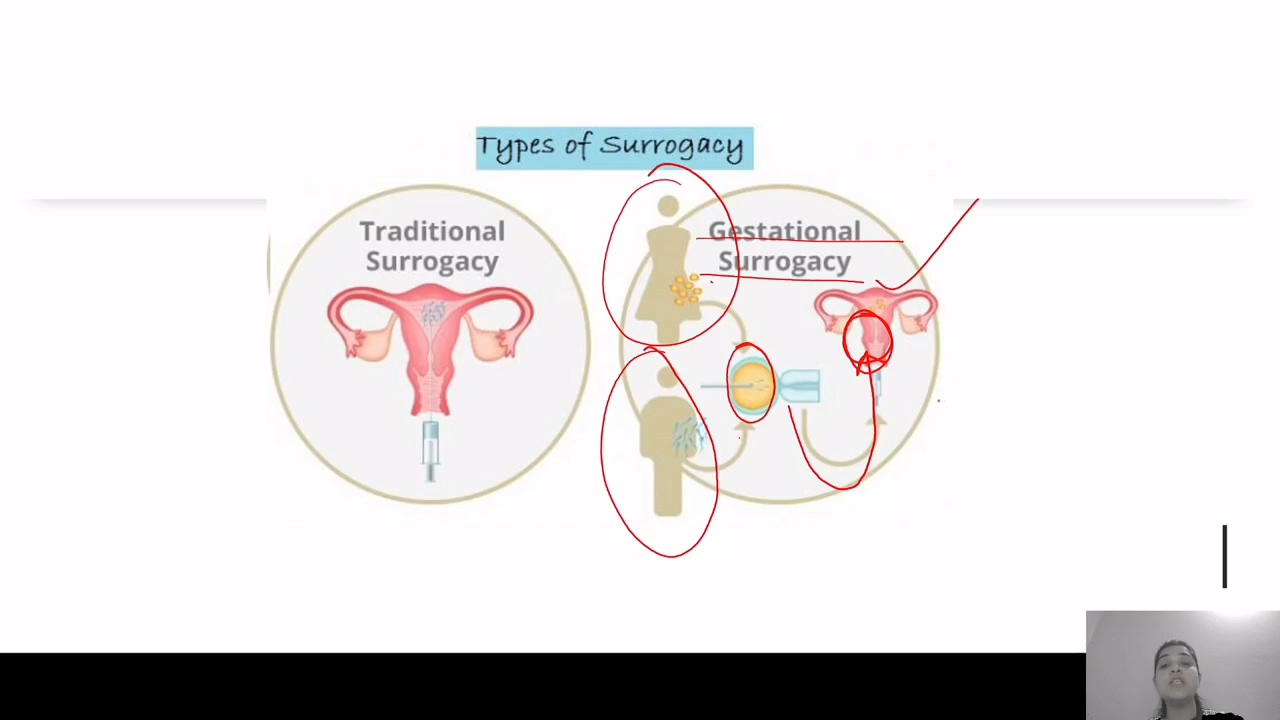 Types of Surrogacy
Traditional
Surrogacy
Gestational
Surrogacy